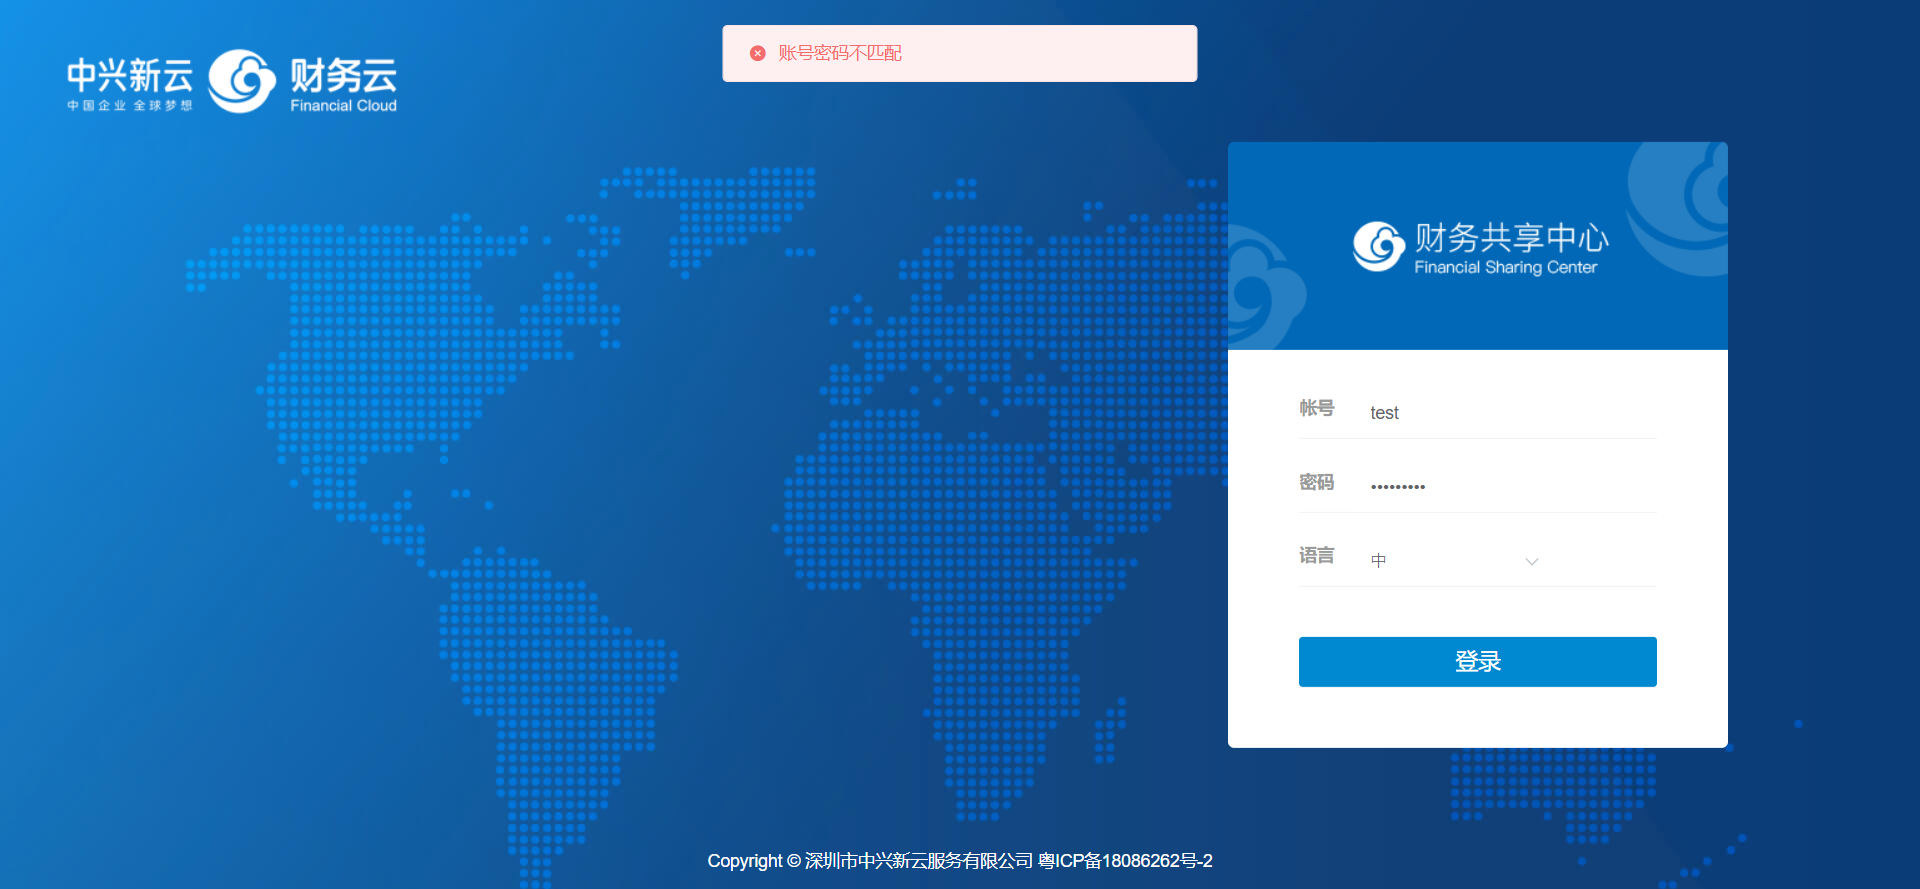 账号密码不匹配
中兴新云
中国企业 全球梦想
财务云
Financial Cloud
财务共享中心
Financial Sharing Center
帐号 test
密码 •••••••••
语言 中
登录
Copyright © 深圳市中兴新云服务有限公司 粤ICP备18086262号-2